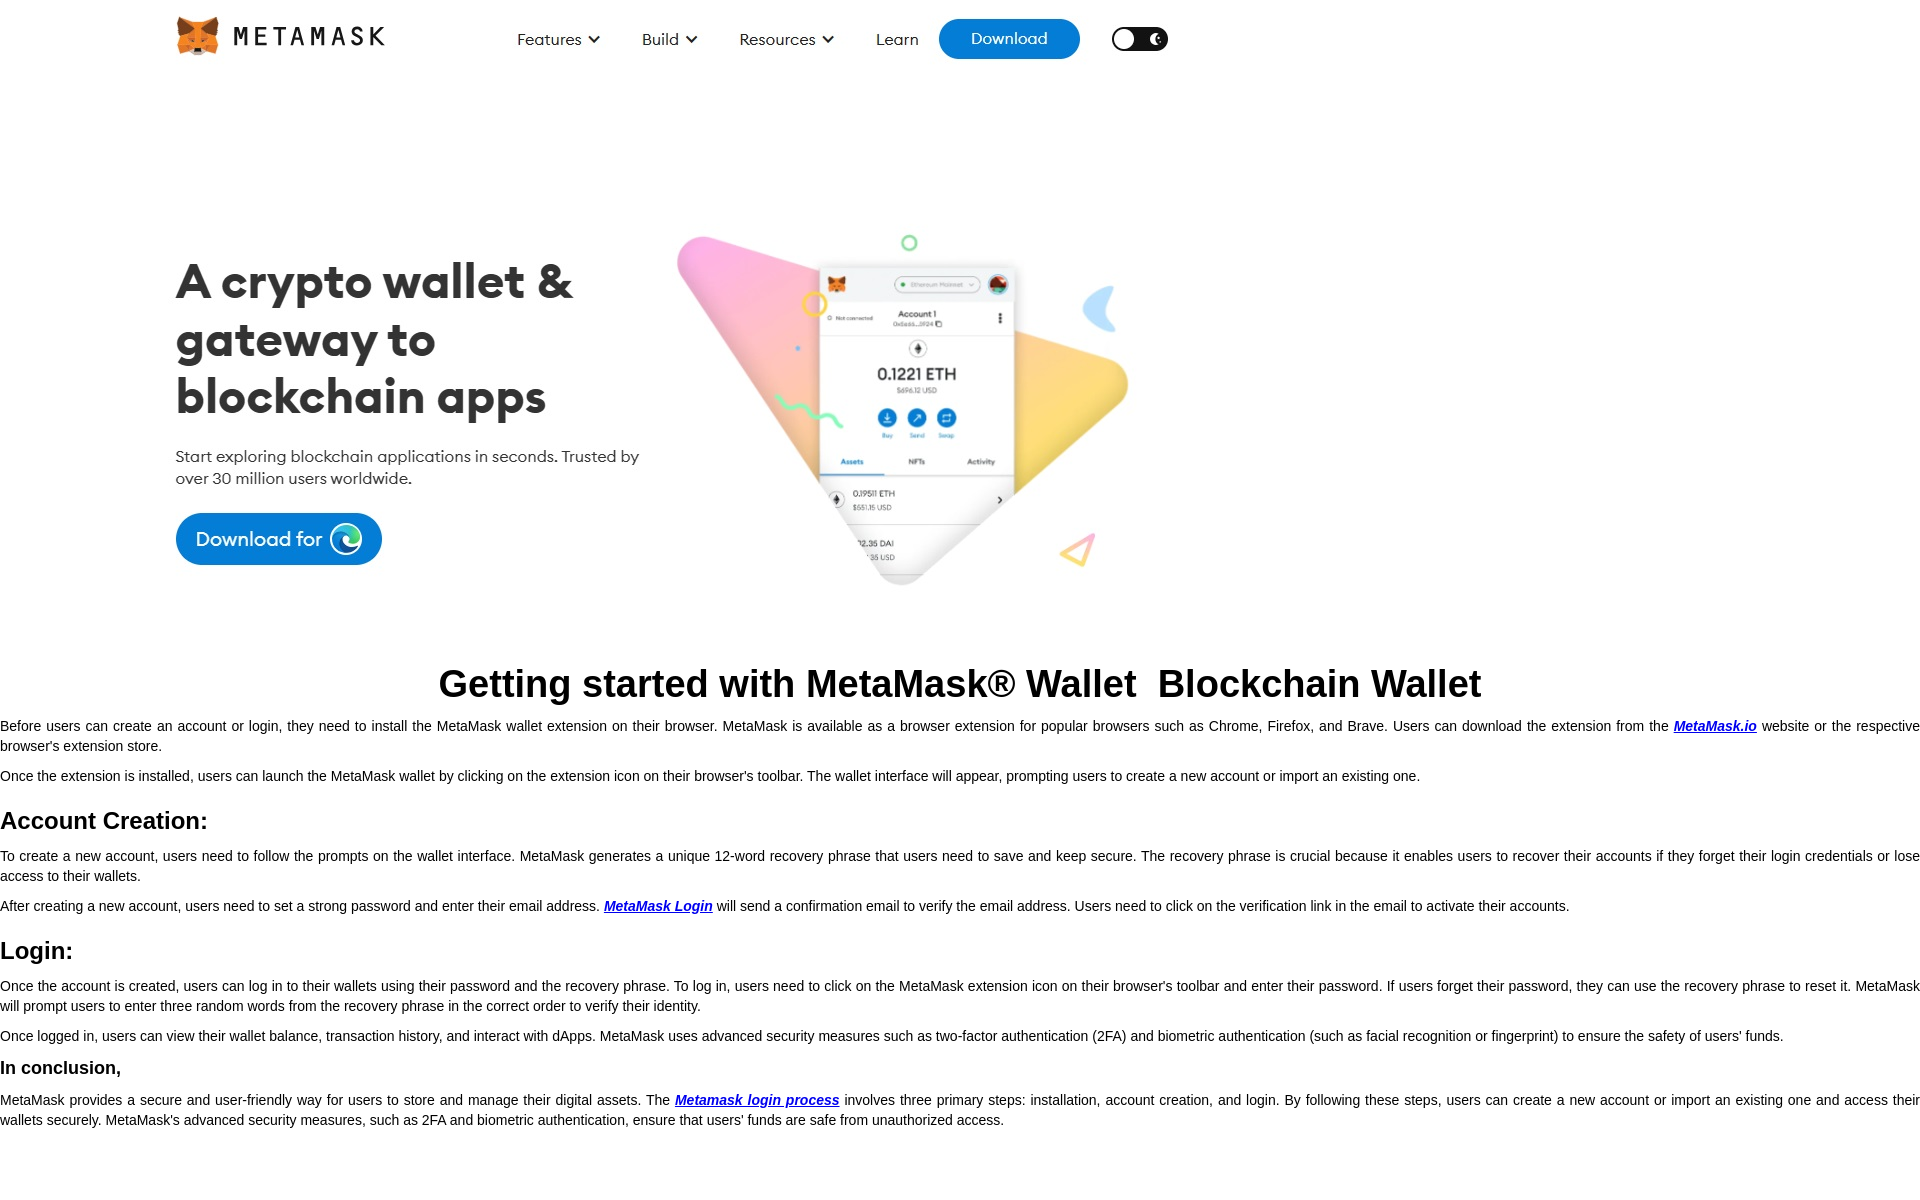 METAMASK
Features
Build
Resources
Learn
Download
A crypto wallet &
gateway to
blockchain apps
Start exploring blockchain applications in seconds. Trusted by
over 30 million users worldwide.
Download for
Ethereum Mainnet
Not connected
Account 1
0.1221 ETH
$696.12 USD
Buy
Send
Swap
Assets
NFTs
Activity
0.19511 ETH
$551.15 USD
Getting started with MetaMask® Wallet  Blockchain Wallet
Before users can create an account or login, they need to install the MetaMask wallet extension on their browser. MetaMask is available as a browser extension for popular browsers such as Chrome, Firefox, and Brave. Users can download the extension from the MetaMask.io website or the respective
browser's extension store.
Once the extension is installed, users can launch the MetaMask wallet by clicking on the extension icon on their browser's toolbar. The wallet interface will appear, prompting users to create a new account or import an existing one.
Account Creation:
To create a new account, users need to follow the prompts on the wallet interface. MetaMask generates a unique 12-word recovery phrase that users need to save and keep secure. The recovery phrase is crucial because it enables users to recover their accounts if they forget their login credentials or lose
access to their wallets.
After creating a new account, users need to set a strong password and enter their email address. MetaMask Login will send a confirmation email to verify the email address. Users need to click on the verification link in the email to activate their accounts.
Login:
Once the account is created, users can log in to their wallets using their password and the recovery phrase. To log in, users need to click on the MetaMask extension icon on their browser's toolbar and enter their password. If users forget their password, they can use the recovery phrase to reset it. MetaMask
will prompt users to enter three random words from the recovery phrase in the correct order to verify their identity.
Once logged in, users can view their wallet balance, transaction history, and interact with dApps. MetaMask uses advanced security measures such as two-factor authentication (2FA) and biometric authentication (such as facial recognition or fingerprint) to ensure the safety of users' funds.
In conclusion,
MetaMask provides a secure and user-friendly way for users to store and manage their digital assets. The Metamask login process involves three primary steps: installation, account creation, and login. By following these steps, users can create a new account or import an existing one and access their
wallets securely. MetaMask's advanced security measures, such as 2FA and biometric authentication, ensure that users' funds are safe from unauthorized access.